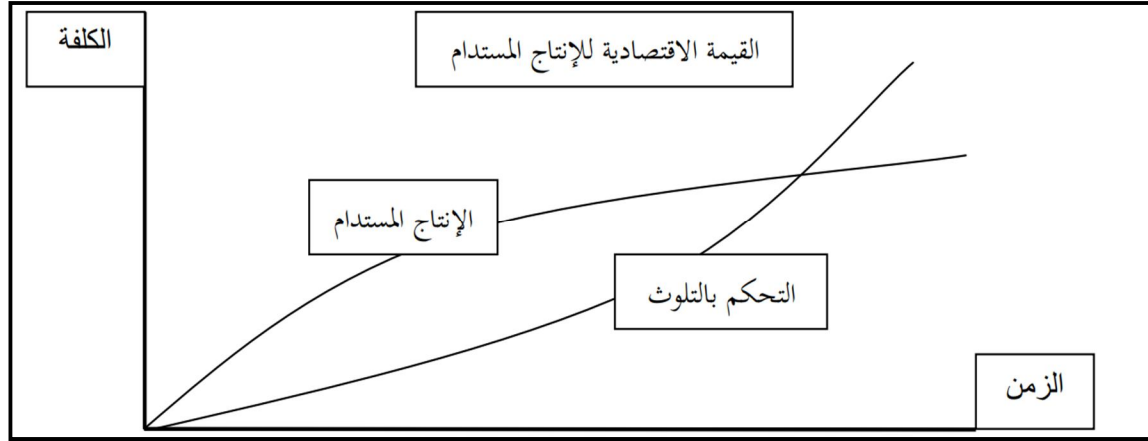 الكلفة
القيمة الاقتصادية للإنتاج المستدام
الإنتاج المستدام
التحكم بالتلوث
الزمن